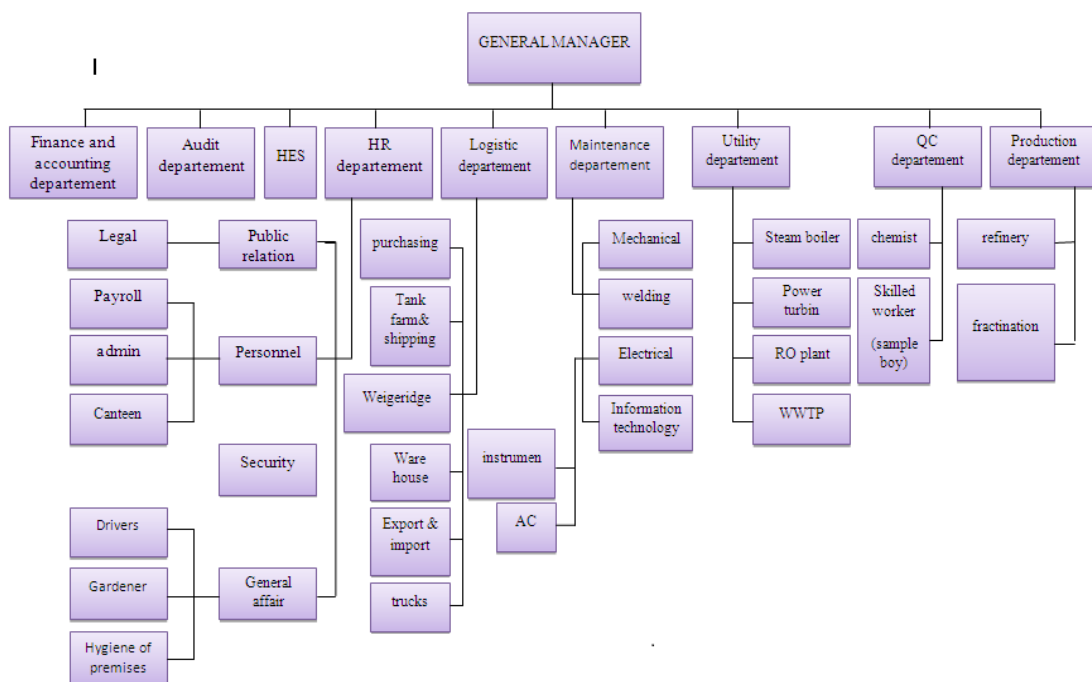 GENERAL MANAGER
Finance and
accounting
departement
Audit
departement
HES
HR
departement
Logistic
departement
Maintenance
departement
Utility
departement
QC
departement
Production
departement
Legal
Public
relation
purchasing
Mechanical
Steam boiler
chemist
refinery
Payroll
Tank
farm&
shipping
welding
Power
turbin
Skilled
worker
(sample
boy)
fractination
admin
Personnel
Electrical
RO plant
Canteen
Weigeridge
Information
technology
WWTP
Security
Ware
house
instrumen
Drivers
Export &
import
AC
Gardener
General
affair
trucks
Hygiene of
premises